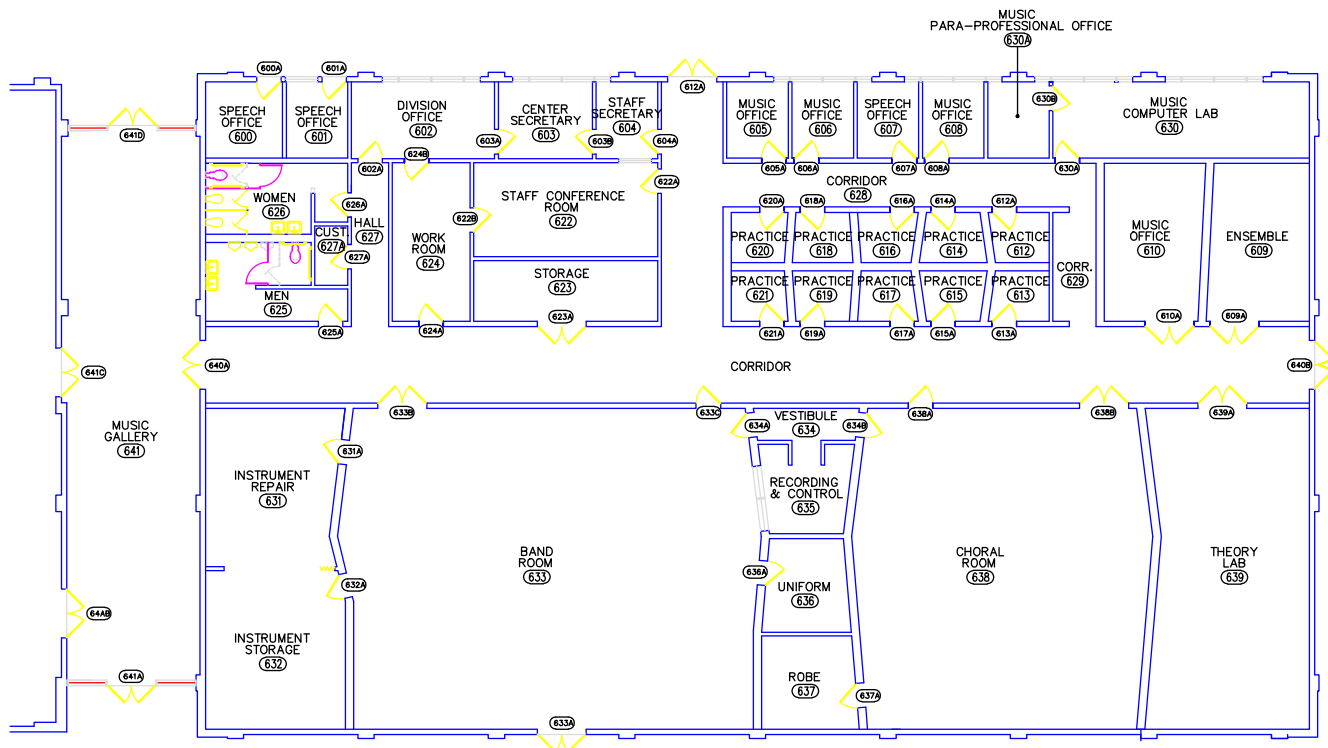 MUSIC
PARA-PROFESSIONAL OFFICE
630A
600A
601A
612A
641D
SPEECH
OFFICE
600
SPEECH
OFFICE
601
DIVISION
OFFICE
602
CENTER
SECRETARY
603
STAFF
SECRETARY
604
MUSIC
OFFICE
605
MUSIC
OFFICE
606
SPEECH
OFFICE
607
MUSIC
OFFICE
608
630B
MUSIC
COMPUTER LAB
630
603A
603B
604A
602A
624B
605A
606A
607A
608A
630A
622A
WOMEN
626
626A
CUST.
627A
HALL
627
627A
WORK
ROOM
624
622B
STAFF CONFERENCE
ROOM
622
STORAGE
623
CORRIDOR
628
620A
618A
616A
614A
612A
PRACTICE
620
PRACTICE
618
PRACTICE
616
PRACTICE
614
PRACTICE
612
PRACTICE
621
PRACTICE
619
PRACTICE
617
PRACTICE
615
PRACTICE
613
CORR.
629
MUSIC
OFFICE
610
ENSEMBLE
609
MEN
625
625A
624A
623A
621A
619A
617A
615A
613A
610A
609A
641C
640A
CORRIDOR
640B
MUSIC
GALLERY
641
633B
633C
638A
638B
639A
VESTIBULE
634
634A
634B
631A
INSTRUMENT
REPAIR
631
RECORDING
& CONTROL
635
BAND
ROOM
633
CHORAL
ROOM
638
THEORY
LAB
639
632A
636A
UNIFORM
636
64AB
INSTRUMENT
STORAGE
632
641A
ROBE
637
637A
633A